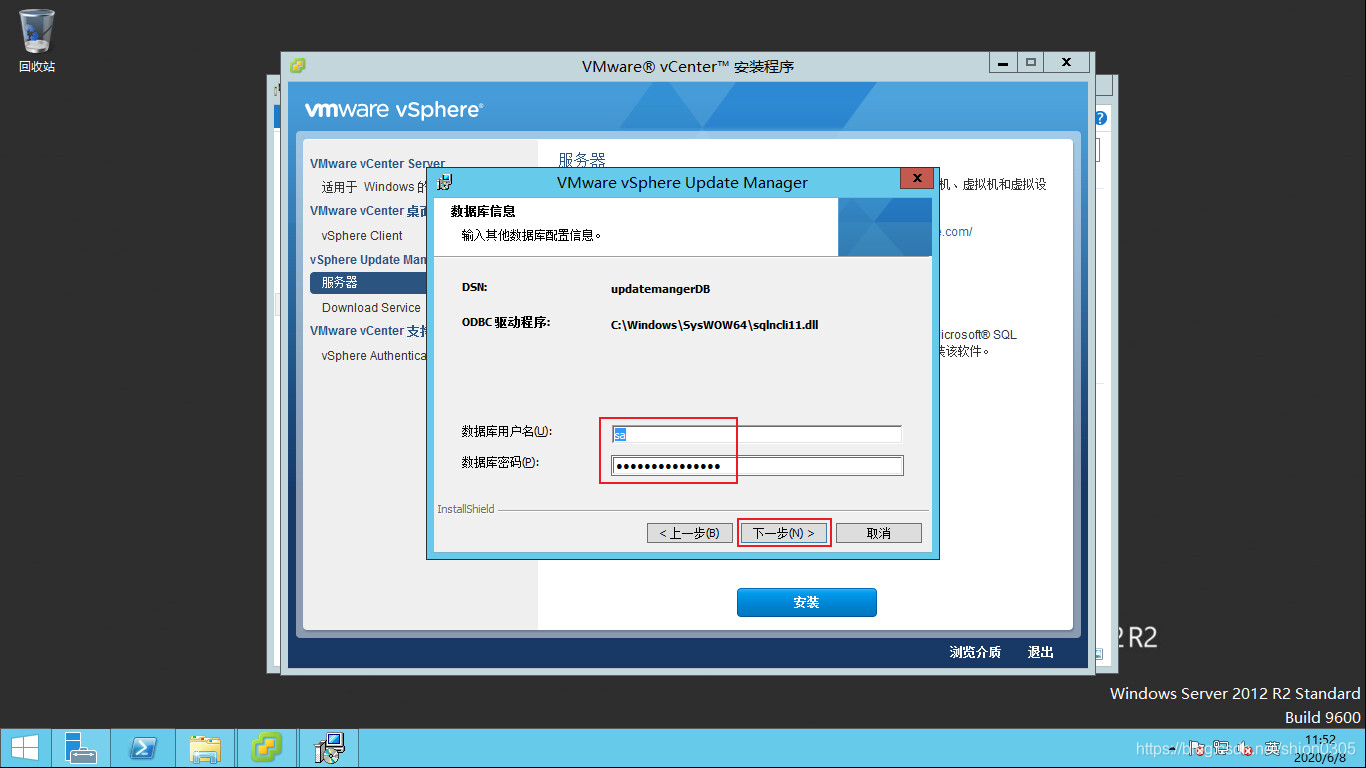 回收站
VMware® vCenter™ 安装程序
vmware vSphere®
VMware vCenter Server
适用于 Windows 的
VMware vCenter 桌面
vSphere Client
vSphere Update Man
服务器
Download Service
VMware vCenter 支持
vSphere Authentica
服务器
机、虚拟机和虚拟设
e.com/
icrosoft® SQL
装该软件。
VMware vSphere Update Manager
数据库信息
输入其他数据库配置信息。
DSN:
updatemangerDB
ODBC 驱动程序:
C:\Windows\SysWOW64\sqlncli11.dll
数据库用户名(U):
sa
数据库密码(P):
•••••••••••••••
InstallShield
< 上一步(B)
下一步(N) >
取消
安装
浏览介质
退出
2 R2
Windows Server 2012 R2 Standard
Build 9600
英
11:52
2020/6/8
https://blog.csdn.net/shion0305